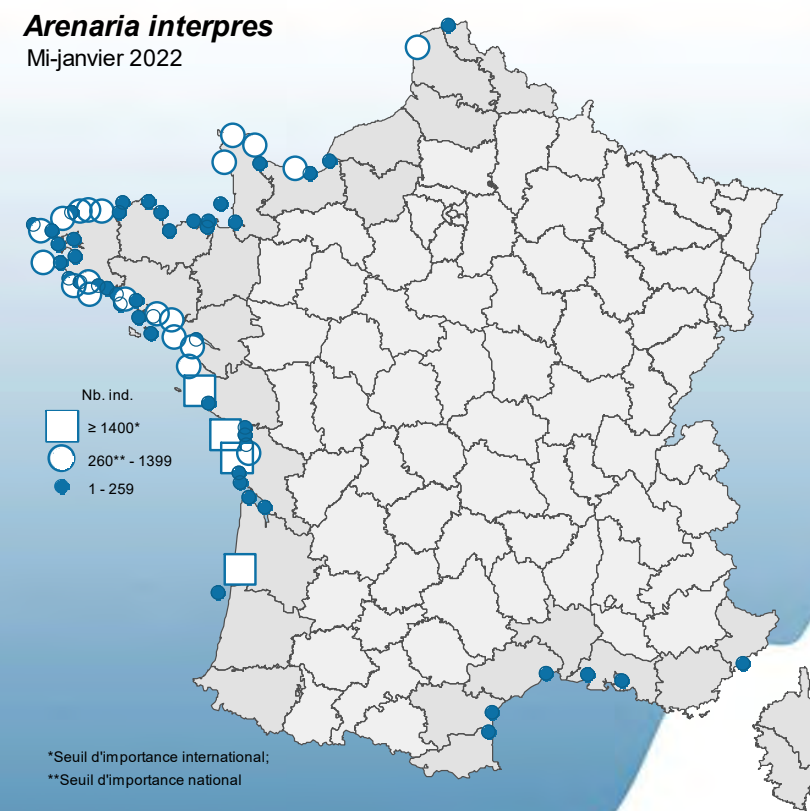 Arenaria interpres
Mi-janvier 2022
Nb. ind.
≥ 1400*
260** - 1399
1 - 259
*Seuil d'importance international;
**Seuil d'importance national